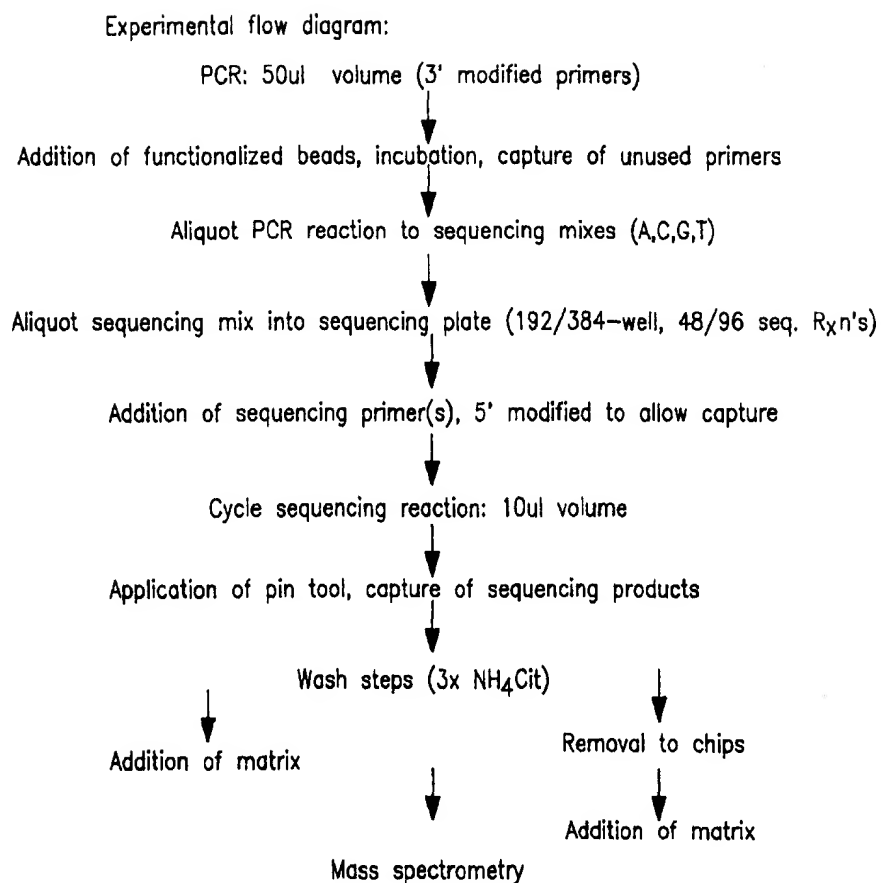 Experimental flow diagram:
PCR: 50ul volume (3' modified primers)
Addition of functionalized beads, incubation, capture of unused primers
Aliquot PCR reaction to sequencing mixes (A,C,G,T)
Aliquot sequencing mix into sequencing plate (192/384-well, 48/96 seq. RXn's)
Addition of sequencing primer(s), 5' modified to allow capture
Cycle sequencing reaction: 10ul volume
Application of pin tool, capture of sequencing products
Wash steps (3x NH4Cit)
Addition of matrix
Removal to chips
Addition of matrix
Mass spectrometry